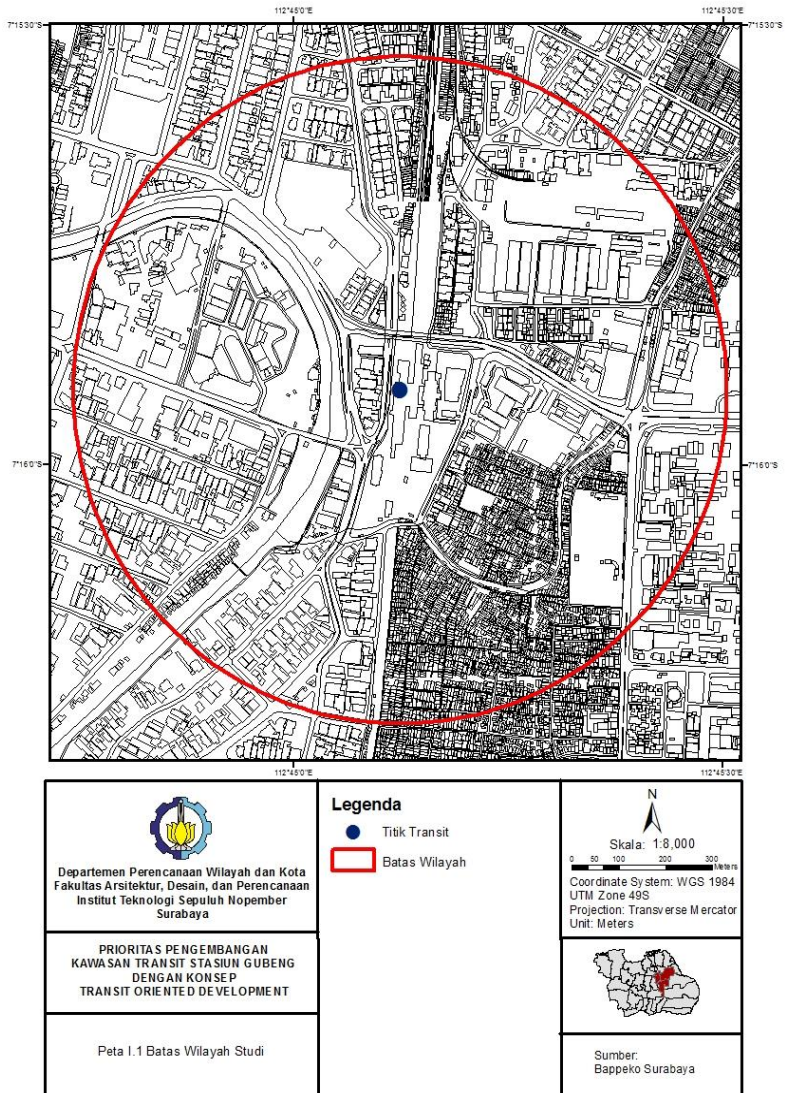 112°45'0"E
112°45'30"E
7°15'30"S
7°15'30"S
7°16'0"S
7°16'0"S
112°45'0"E
112°45'30"E
Departemen Perencanaan Wilayah dan Kota
Fakultas Arsitektur, Desain, dan Perencanaan
Institut Teknologi Sepuluh Nopember
Surabaya
PRIORITAS PENGEMBANGAN
KAWASAN TRANSIT STASIUN GUBENG
DENGAN KONSEP
TRANSIT ORIENTED DEVELOPMENT
Peta I.1 Batas Wilayah Studi
Legenda
Titik Transit
Batas Wilayah
N
Skala: 1:8,000
0 50 100 200 300
Meters
Coordinate System: WGS 1984
UTM Zone 49S
Projection: Transverse Mercator
Unit: Meters
Sumber:
Bappeko Surabaya